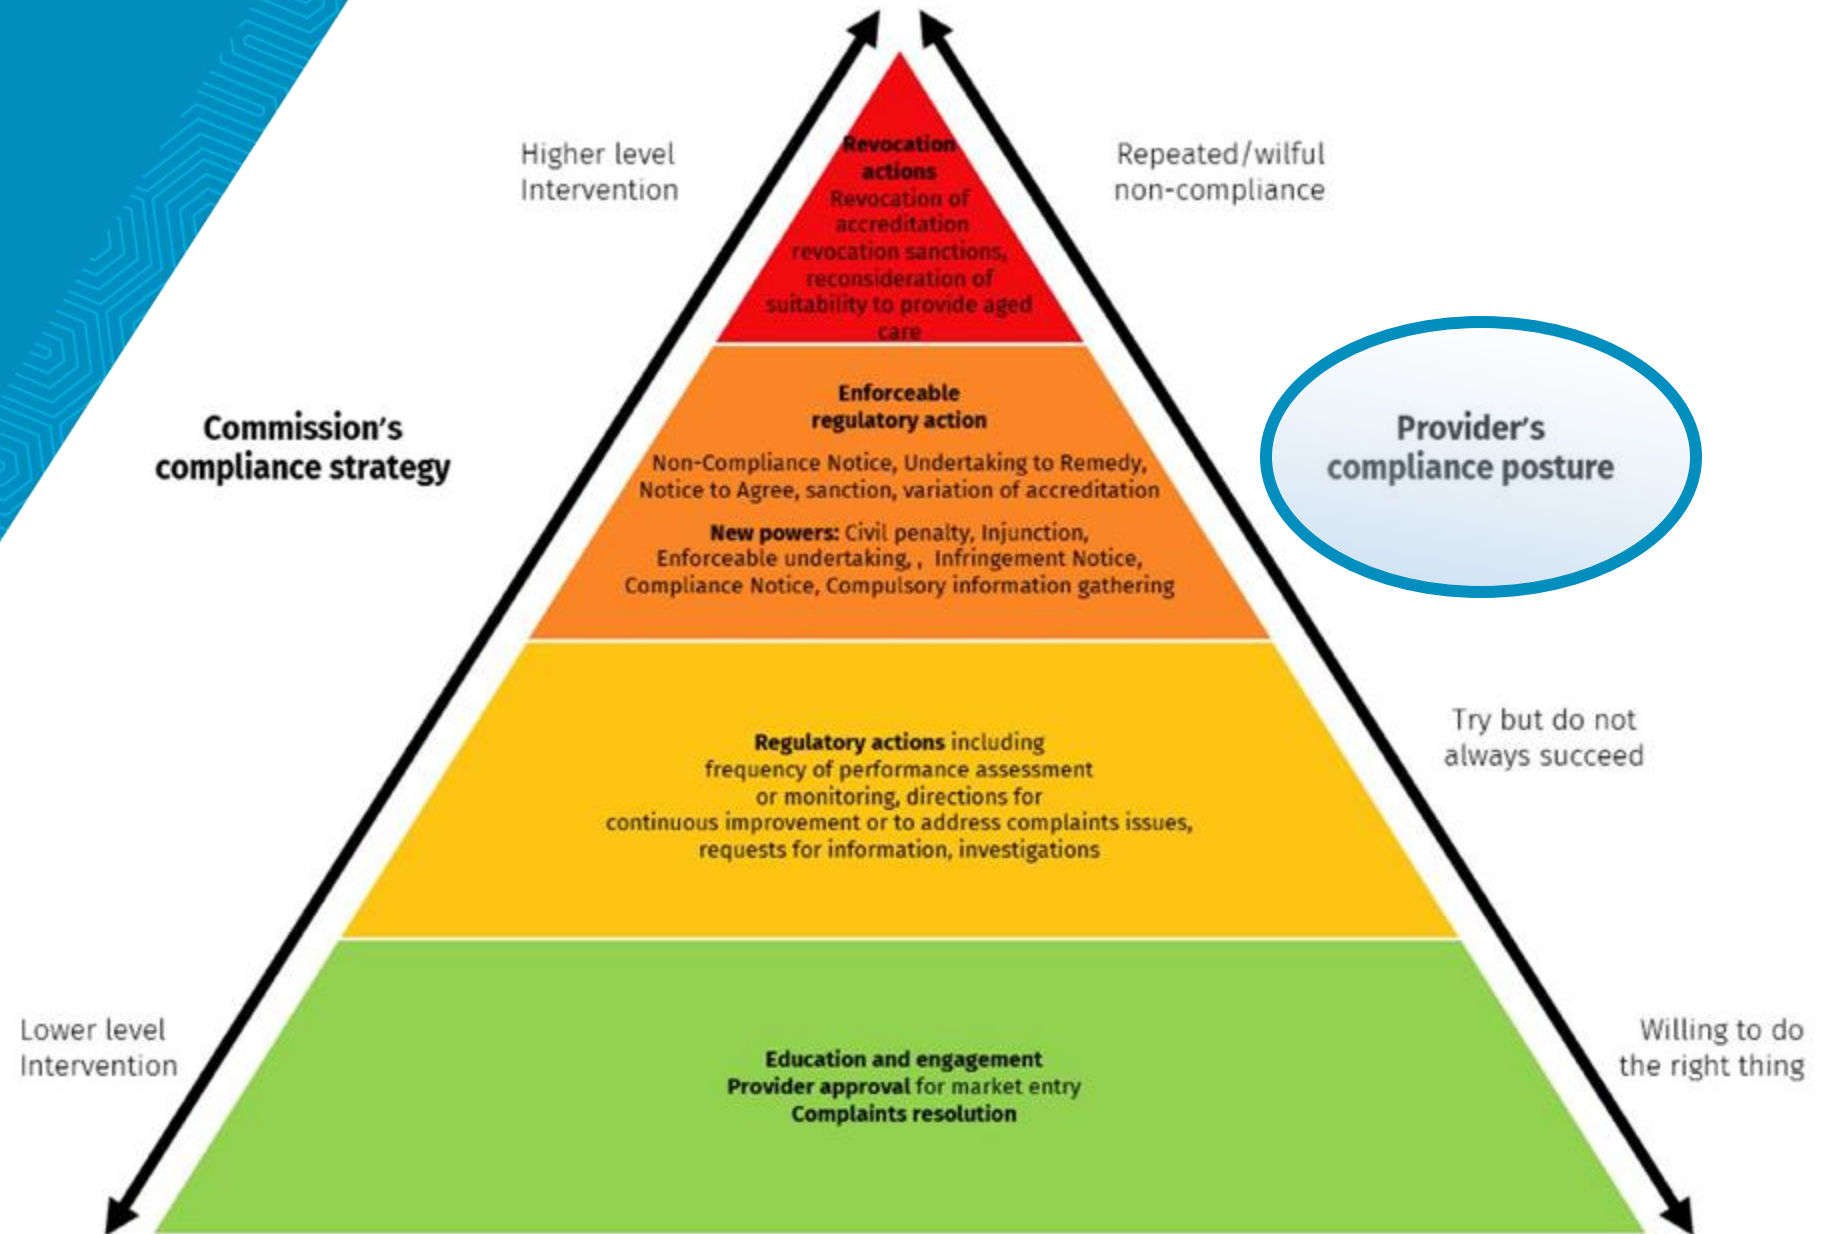 Higher level
Intervention
Repeated/wilful
non-compliance
Revocation
actions
Revocation of
accreditation
revocation sanctions,
reconsideration of
suitability to provide aged
care
Commission's
compliance strategy
Enforceable
regulatory action
Non-Compliance Notice, Undertaking to Remedy,
Notice to Agree, sanction, variation of accreditation
New powers: Civil penalty, Injunction,
Enforceable undertaking, , Infringement Notice,
Compliance Notice, Compulsory information gathering
Provider's
compliance posture
Try but do not
always succeed
Regulatory actions including
frequency of performance assessment
or monitoring, directions for
continuous improvement or to address complaints issues,
requests for information, investigations
Lower level
Intervention
Education and engagement
Provider approval for market entry
Complaints resolution
Willing to do
the right thing